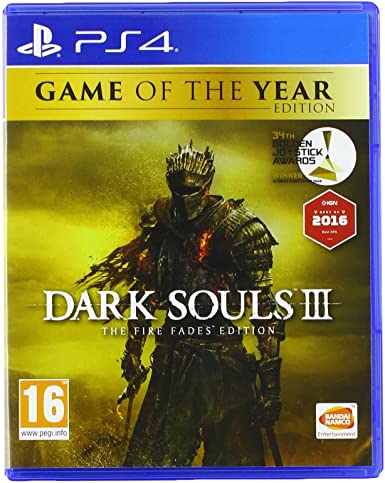 PS4
GAME OF THE YEAR
EDITION
34TH
GOLDEN
JOYSTICK
AWARDS
WINNER
IGN
BEST OF
2016
DARK SOULS III
THE FIRE FADES EDITION
16
www.pegi.info
BANDAI
NAMCO
Entertainment